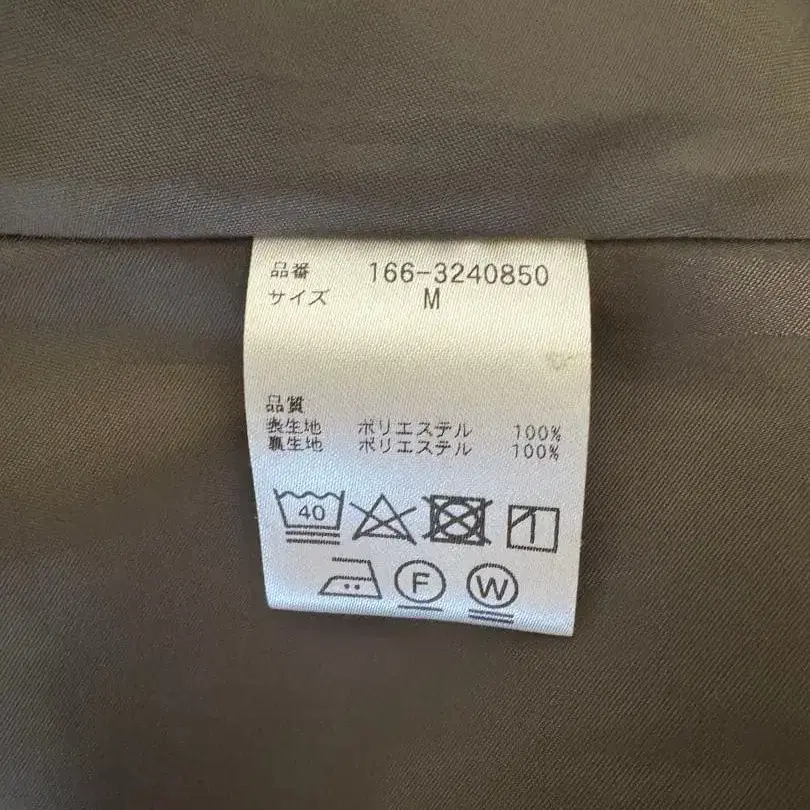 品番 166-3240850
サイズ M
品質
表生地 ポリエステル 100%
裏生地 ポリエステル 100%
40
F W